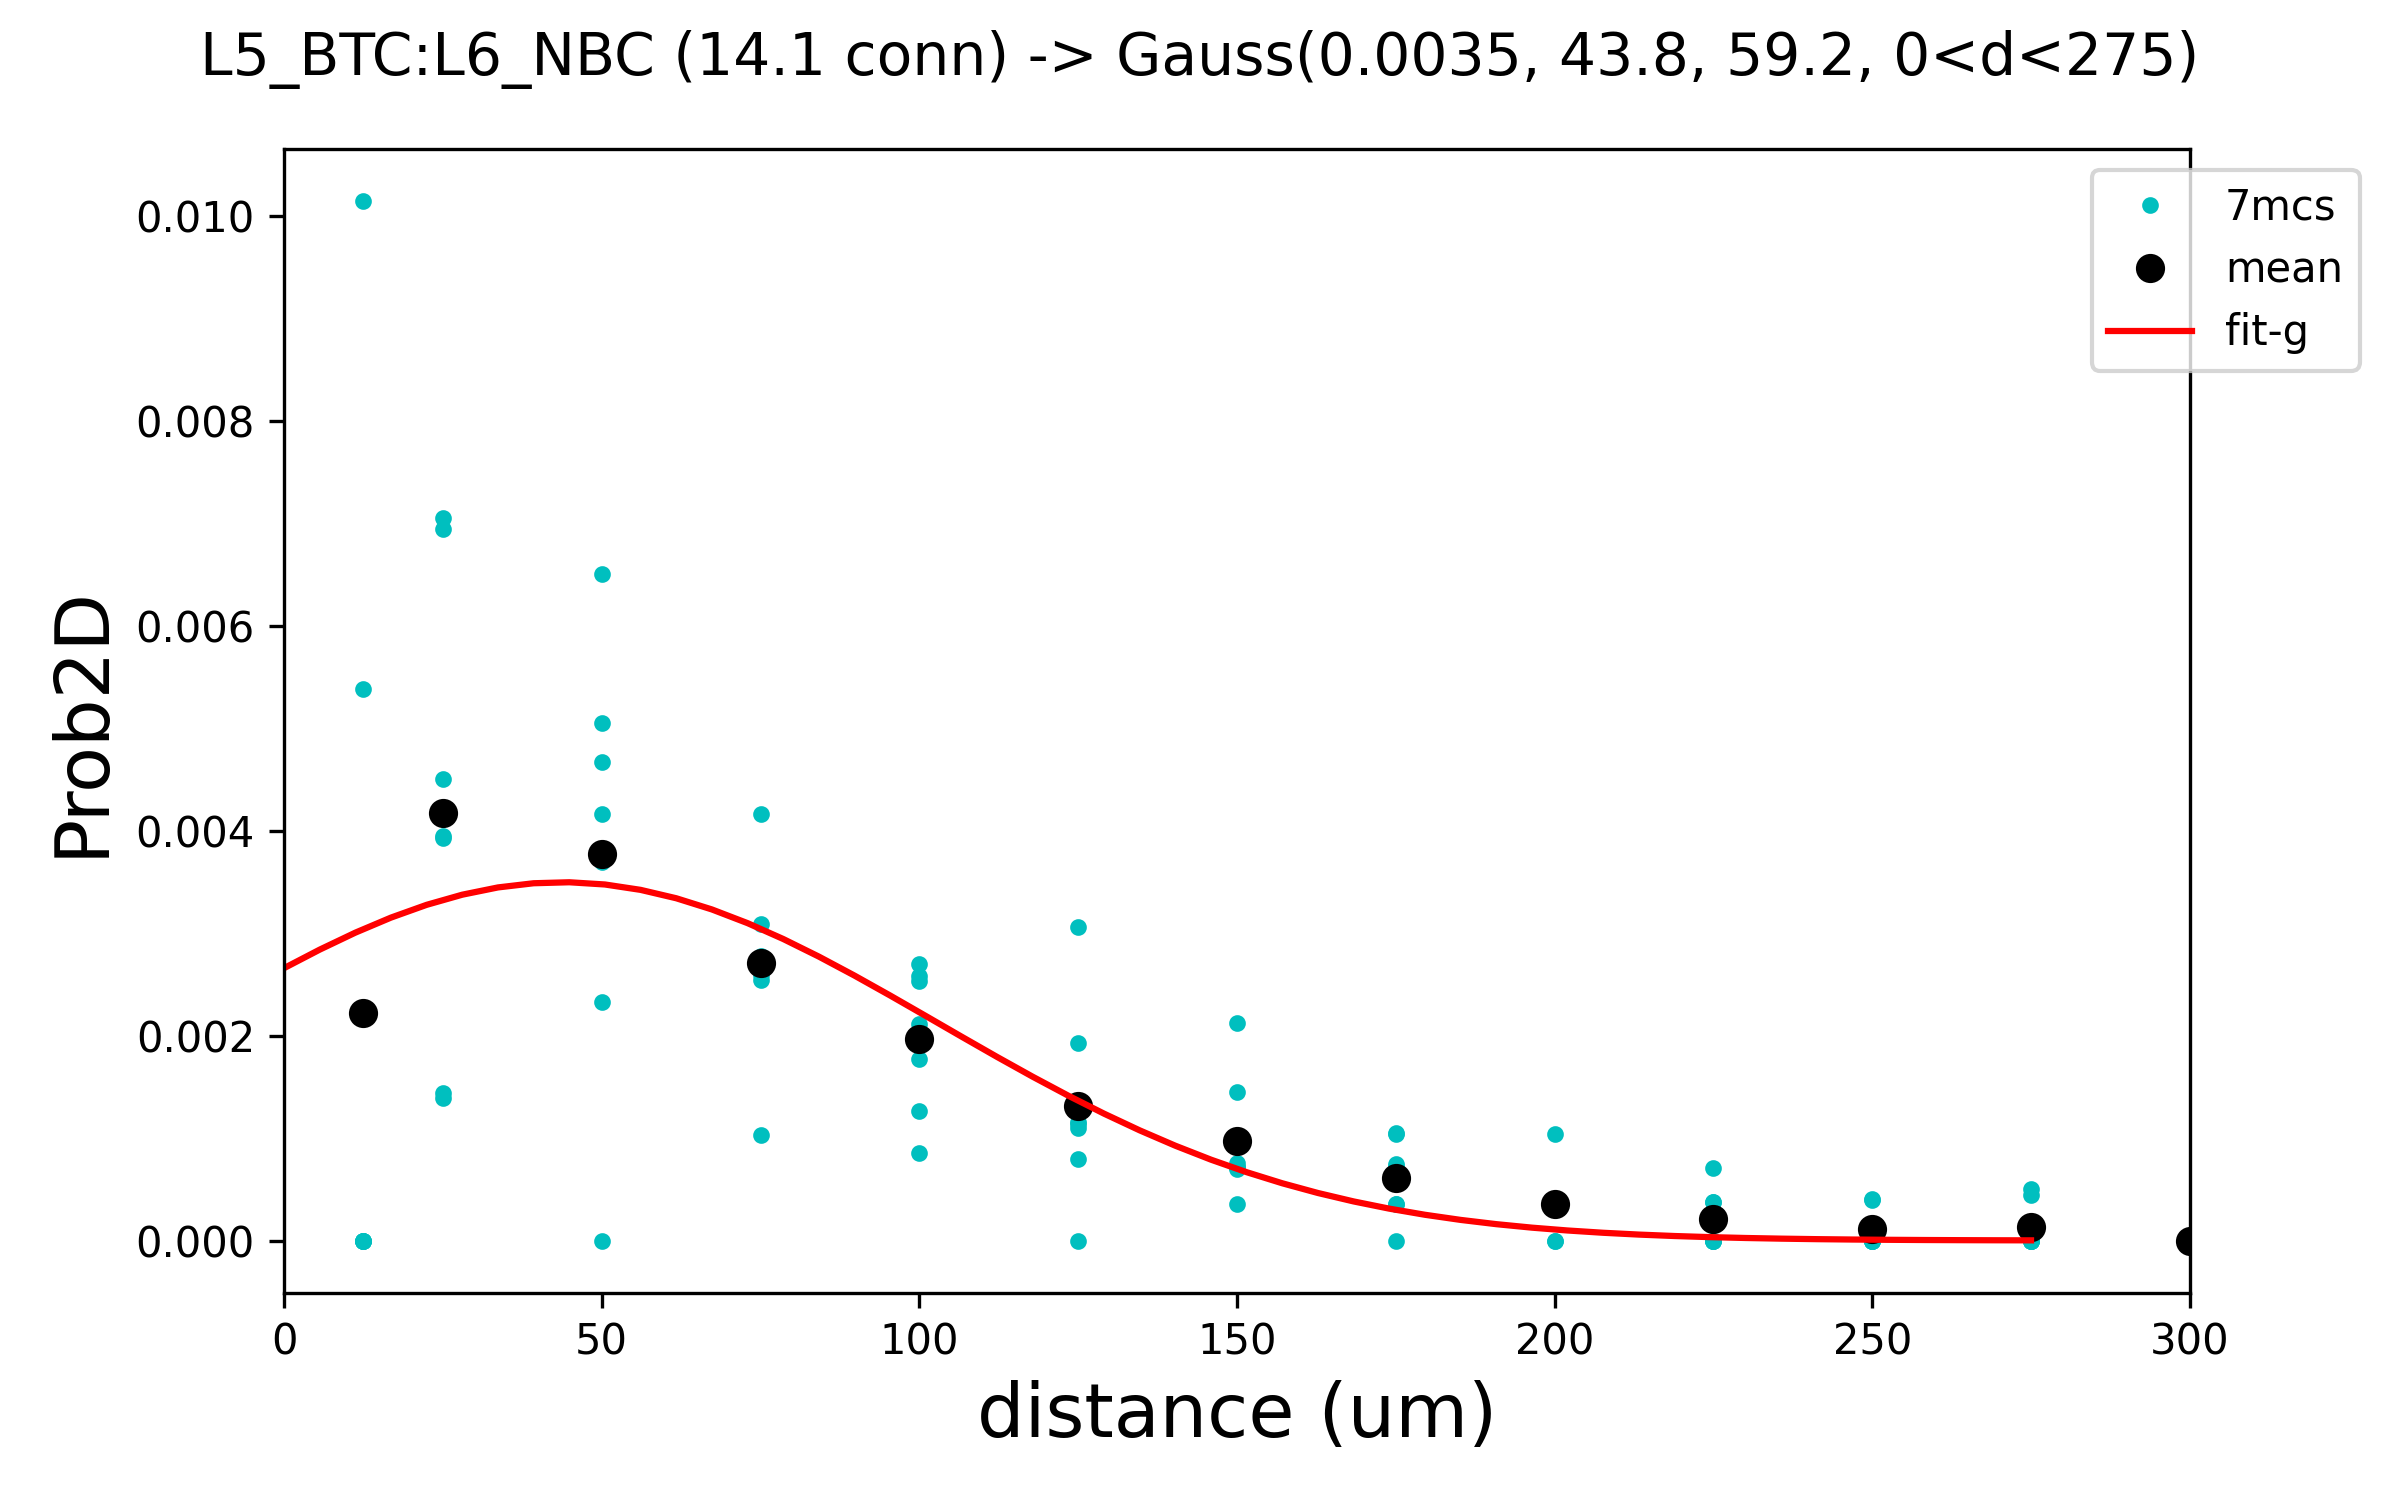 L5_BTC:L6_NBC (14.1 conn) -> Gauss(0.0035, 43.8, 59.2, 0<d<275)
7mcs
mean
fit-g
0.010
0.008
0.006
0.004
0.002
0.000
Prob2D
0 50 100 150 200 250 300
distance (um)